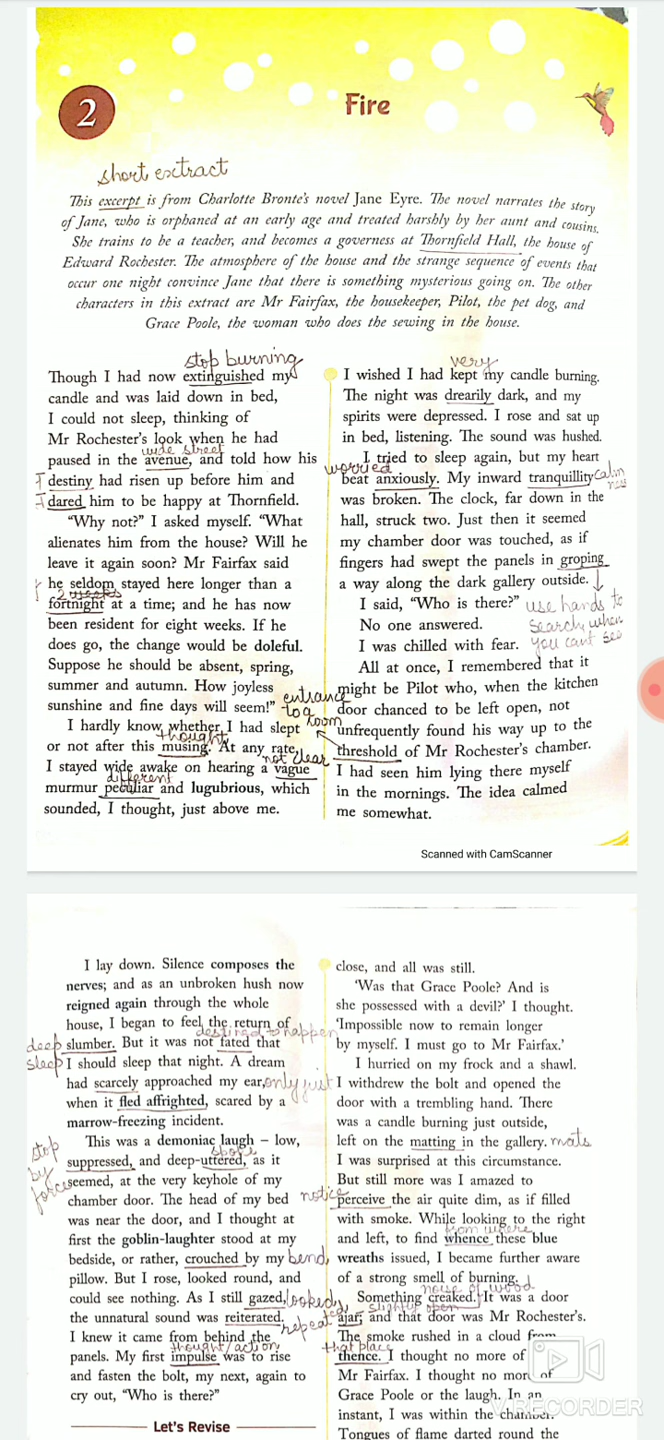 2
Fire
short extract
This excerpt is from Charlotte Bronte's novel Jane Eyre. The novel narrates the story
of Jane, who is orphaned at an early age and treated harshly by her aunt and cousins.
She trains to be a teacher, and becomes a governess at Thornfield Hall, the house of
Edward Rochester. The atmosphere of the house and the strange sequence of events that
occur one night convince Jane that there is something mysterious going on. The other
characters in this extract are Mr Fairfax, the housekeeper, Pilot, the pet dog, and
Grace Poole, the woman who does the sewing in the house.
stop burning
Though I had now extinguished my
candle and was laid down in bed,
I could not sleep, thinking of
Mr Rochester's look when he had
wide street
paused in the avenue, and told how his
destiny had risen up before him and
dared him to be happy at Thornfield.
"Why not?" I asked myself. "What
alienates him from the house? Will he
leave it again soon? Mr Fairfax said
he seldom stayed here longer than a
2 weeks
fortnight at a time; and he has now
been resident for eight weeks. If he
does go, the change would be doleful.
Suppose he should be absent, spring,
summer and autumn. How joyless
sunshine and fine days will seem!"
I hardly know whether I had slept
thought
or not after this musing. At any rate,
not clear
I stayed wide awake on hearing a vague
different
murmur peculiar and lugubrious, which
sounded, I thought, just above me.
very
I wished I had kept my candle burning.
The night was drearily dark, and my
spirits were depressed. I rose and sat up
in bed, listening. The sound was hushed.
I tried to sleep again, but my heart
worried
beat anxiously. My inward tranquillity
calm
ness
was broken. The clock, far down in the
hall, struck two. Just then it seemed
my chamber door was touched, as if
fingers had swept the panels in groping
a way along the dark gallery outside.
I said, "Who is there?"
use hands to
No one answered.
search when
I was chilled with fear.
you cant see
All at once, I remembered that it
entrance
might be Pilot who, when the kitchen
to a
door chanced to be left open, not
room
unfrequently found his way up to the
threshold of Mr Rochester's chamber.
I had seen him lying there myself
in the mornings. The idea calmed
me somewhat.
Scanned with CamScanner
I lay down. Silence composes the
nerves; and as an unbroken hush now
reigned again through the whole
house, I began to feel the return of
destined to happen
deep
slumber. But it was not fated that
sleep
I should sleep that night. A dream
had scarcely approached my ear,
only just
when it fled affrighted, scared by a
marrow-freezing incident.
This was a demoniac laugh – low,
stop
by
force
spoke
suppressed, and deep-uttered, as it
seemed, at the very keyhole of my
chamber door. The head of my bed
was near the door, and I thought at
first the goblin-laughter stood at my
bedside, or rather, crouched by my
bend
pillow. But I rose, looked round, and
could see nothing. As I still gazed,
looked
the unnatural sound was reiterated.
repeated
I knew it came from behind the
thought/action
panels. My first impulse was to rise
and fasten the bolt, my next, again to
cry out, "Who is there?"
Let's Revise
close, and all was still.
'Was that Grace Poole? And is
she possessed with a devil?' I thought.
'Impossible now to remain longer
by myself. I must go to Mr Fairfax.'
I hurried on my frock and a shawl.
I withdrew the bolt and opened the
door with a trembling hand. There
was a candle burning just outside,
left on the matting in the gallery.
mats
I was surprised at this circumstance.
But still more was I amazed to
notice
perceive the air quite dim, as if filled
with smoke. While looking to the right
from where
and left, to find whence these blue
wreaths issued, I became further aware
of a strong smell of burning.
noise of wood
Something creaked. It was a door
slightly open
ajar, and that door was Mr Rochester's.
The smoke rushed in a cloud from
that place
thence. I thought no more of
Mr Fairfax. I thought no more of
Grace Poole or the laugh. In an
instant, I was within the chamber.
Tongues of flame darted round the
V RECORDER